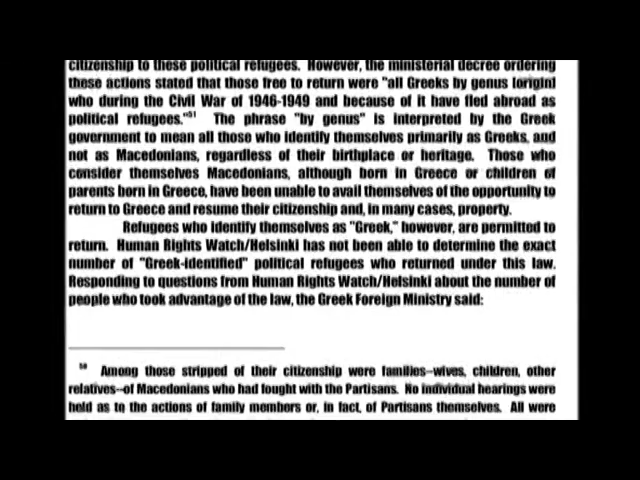 citizenship to these political refugees. However, the ministerial decree ordering
these actions stated that those free to return were "all Greeks by genus [origin]
who during the Civil War of 1946-1949 and because of it have fled abroad as
political refugees."51 The phrase "by genus" is interpreted by the Greek
government to mean all those who identify themselves primarily as Greeks, and
not as Macedonians, regardless of their birthplace or heritage. Those who
consider themselves Macedonians, although born in Greece or children of
parents born in Greece, have been unable to avail themselves of the opportunity to
return to Greece and resume their citizenship and, in many cases, property.
Refugees who identify themselves as "Greek," however, are permitted to
return. Human Rights Watch/Helsinki has not been able to determine the exact
number of "Greek-identified" political refugees who returned under this law.
Responding to questions from Human Rights Watch/Helsinki about the number of
people who took advantage of the law, the Greek Foreign Ministry said:
50 Among those stripped of their citizenship were families--wives, children, other
relatives--of Macedonians who had fought with the Partisans. No individual hearings were
held as to the actions of family members or, in fact, of Partisans themselves. All were